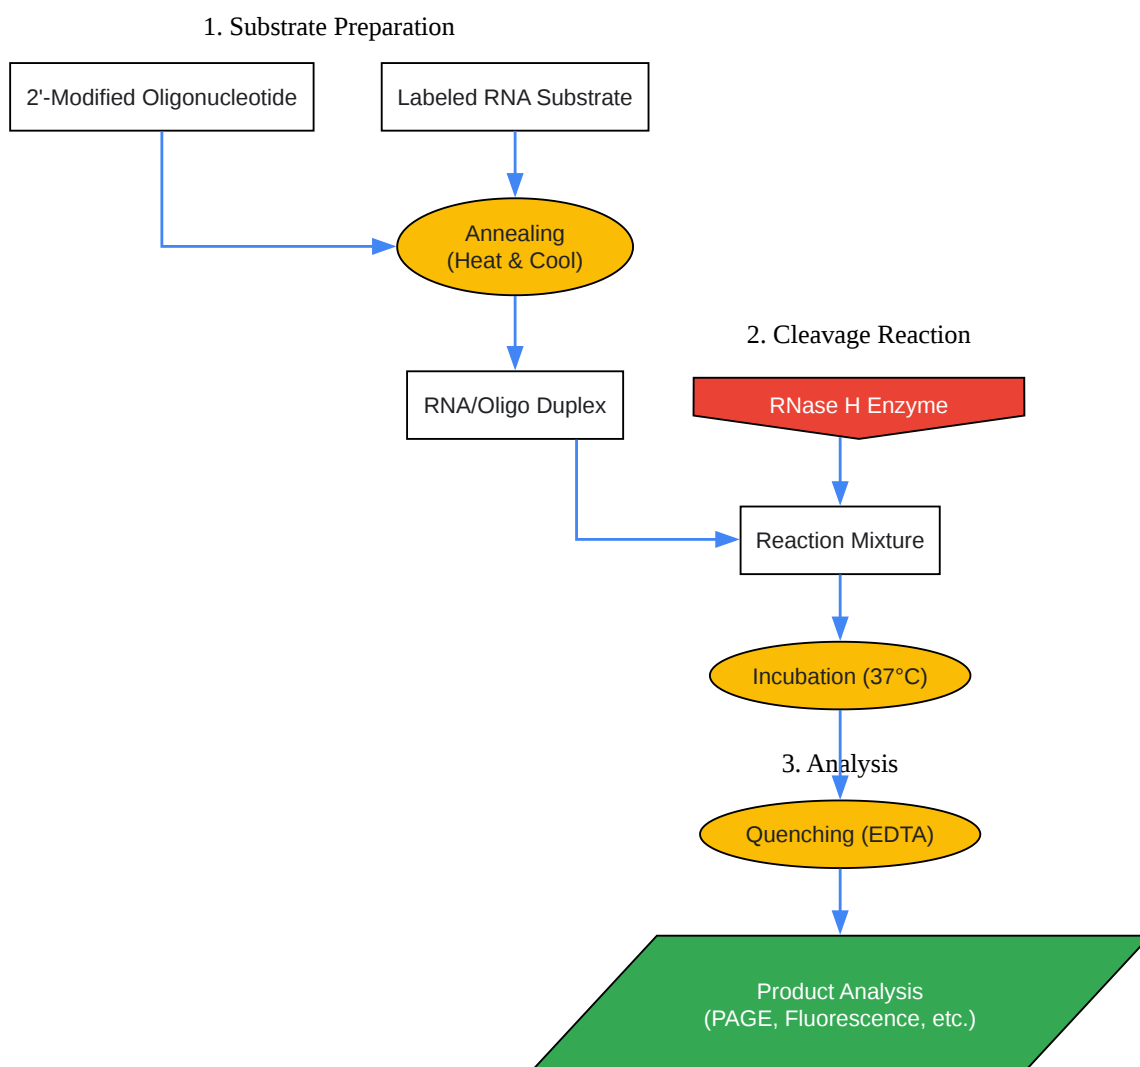 1. Substrate Preparation
2'-Modified Oligonucleotide
Labeled RNA Substrate
Annealing
(Heat & Cool)
2. Cleavage Reaction
RNA/Oligo Duplex
RNase H Enzyme
Reaction Mixture
Incubation (37°C)
3. Analysis
Quenching (EDTA)
Product Analysis
(PAGE, Fluorescence, etc.)